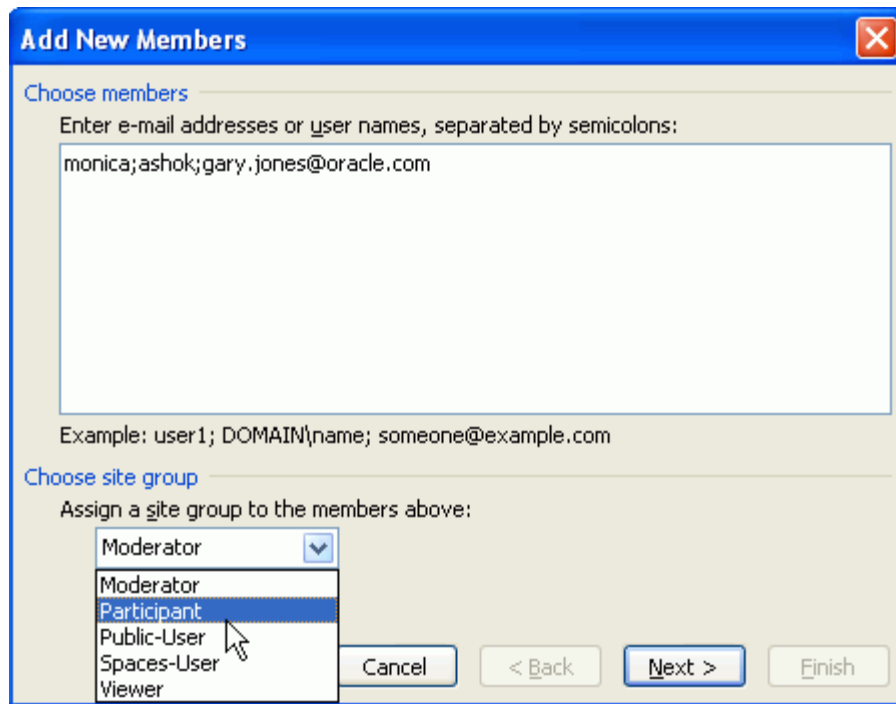 Add New Members
Choose members
Enter e-mail addresses or user names, separated by semicolons:
monica;ashok;gary.jones@oracle.com
Example: user1; DOMAIN\name; someone@example.com
Choose site group
Assign a site group to the members above:
Moderator
Moderator
Participant
Public-User
Spaces-User
Viewer
Cancel
< Back
Next >
Finish